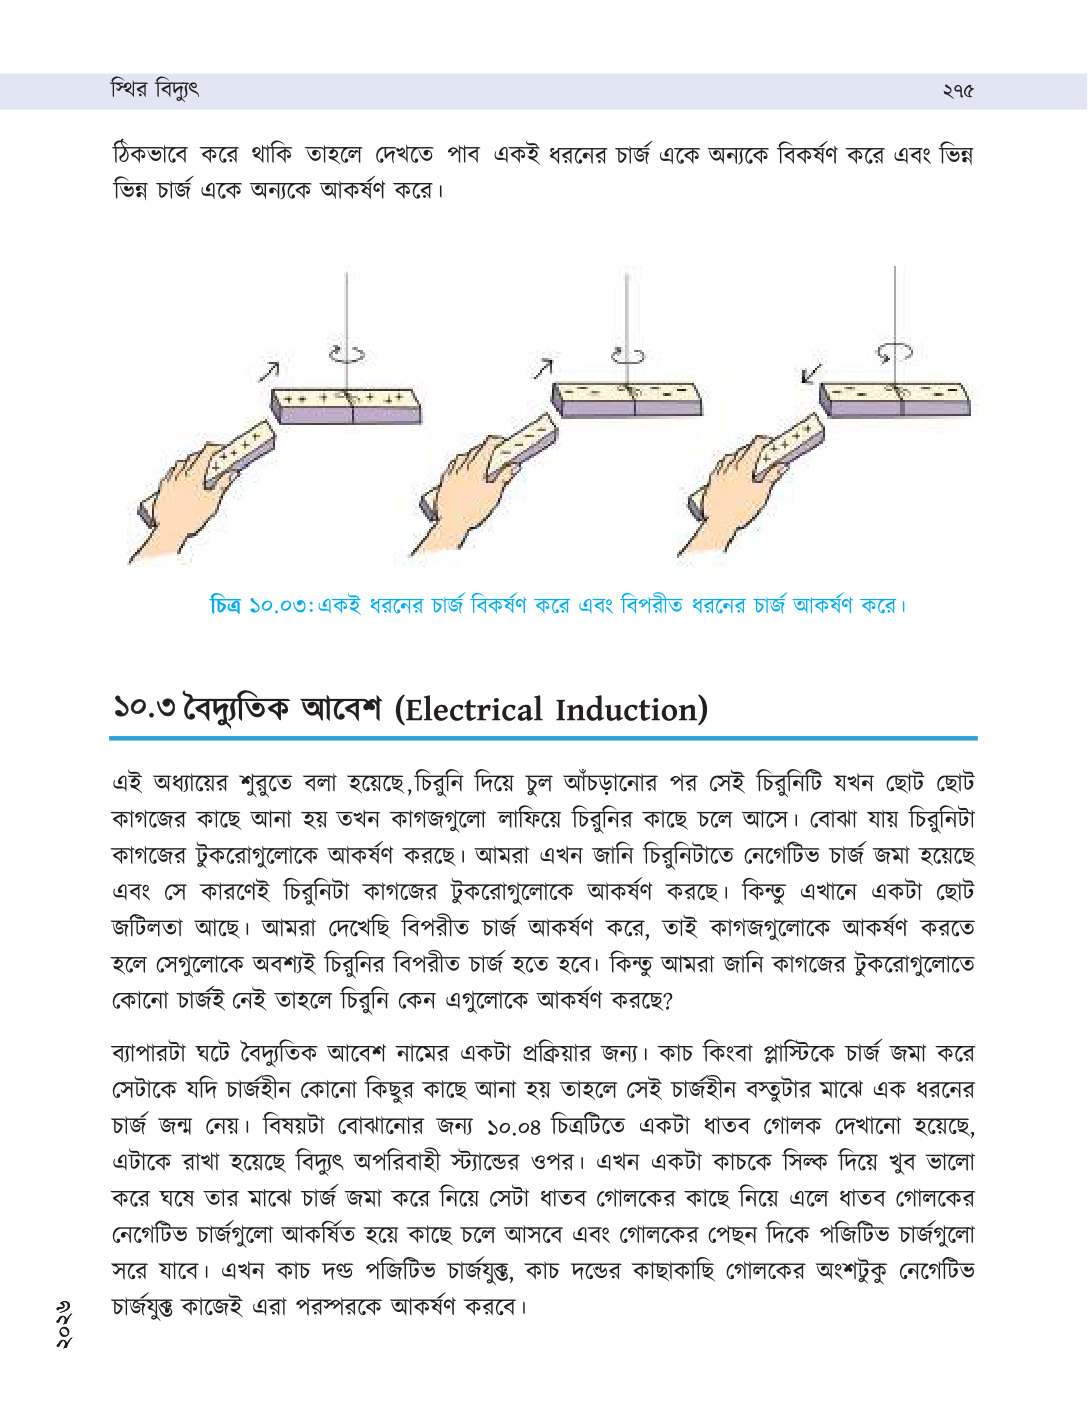 স্থির বিদ্যুৎ ২৭৫
ঠিকভাবে করে থাকি তাহলে দেখতে পাব একই ধরনের চার্জ একে অন্যকে বিকর্ষণ করে এবং ভিন্ন
ভিন্ন চার্জ একে অন্যকে আকর্ষণ করে।
চিত্র ১০.০৩: একই ধরনের চার্জ বিকর্ষণ করে এবং বিপরীত ধরনের চার্জ আকর্ষণ করে।
১০.৩ বৈদ্যুতিক আবেশ (Electrical Induction)
এই অধ্যায়ের শুরুতে বলা হয়েছে, চিরুনি দিয়ে চুল আঁচড়ানোর পর সেই চিরুনিটি যখন ছোট ছোট
কাগজের কাছে আনা হয় তখন কাগজগুলো লাফিয়ে চিরুনির কাছে চলে আসে। বোঝা যায় চিরুনিটা
কাগজের টুকরোগুলোকে আকর্ষণ করছে। আমরা এখন জানি চিরুনিটাতে নেগেটিভ চার্জ জমা হয়েছে
এবং সে কারণেই চিরুনিটা কাগজের টুকরোগুলোকে আকর্ষণ করছে। কিন্তু এখানে একটা ছোট
জটিলতা আছে। আমরা দেখেছি বিপরীত চার্জ আকর্ষণ করে, তাই কাগজগুলোকে আকর্ষণ করতে
হলে সেগুলোকে অবশ্যই চিরুনির বিপরীত চার্জ হতে হবে। কিন্তু আমরা জানি কাগজের টুকরোগুলোতে
কোনো চার্জই নেই তাহলে চিরুনি কেন এগুলোকে আকর্ষণ করছে?
ব্যাপারটা ঘটে বৈদ্যুতিক আবেশ নামের একটা প্রক্রিয়ার জন্য। কাচ কিংবা প্লাস্টিকে চার্জ জমা করে
সেটাকে যদি চার্জহীন কোনো কিছুর কাছে আনা হয় তাহলে সেই চার্জহীন বস্তুটার মাঝে এক ধরনের
চার্জ জন্ম নেয়। বিষয়টা বোঝানোর জন্য ১০.০৪ চিত্রটিতে একটা ধাতব গোলক দেখানো হয়েছে,
এটাকে রাখা হয়েছে বিদ্যুৎ অপরিবাহী স্ট্যান্ডের ওপর। এখন একটা কাচকে সিল্ক দিয়ে খুব ভালো
করে ঘষে তার মাঝে চার্জ জমা করে নিয়ে সেটা ধাতব গোলকের কাছে নিয়ে এলে ধাতব গোলকের
নেগেটিভ চার্জগুলো আকর্ষিত হয়ে কাছে চলে আসবে এবং গোলকের পেছন দিকে পজিটিভ চার্জগুলো
সরে যাবে। এখন কাচ দণ্ড পজিটিভ চার্জযুক্ত, কাচ দন্ডের কাছাকাছি গোলকের অংশটুকু নেগেটিভ
চার্জযুক্ত কাজেই এরা পরস্পরকে আকর্ষণ করবে।
২০২৬